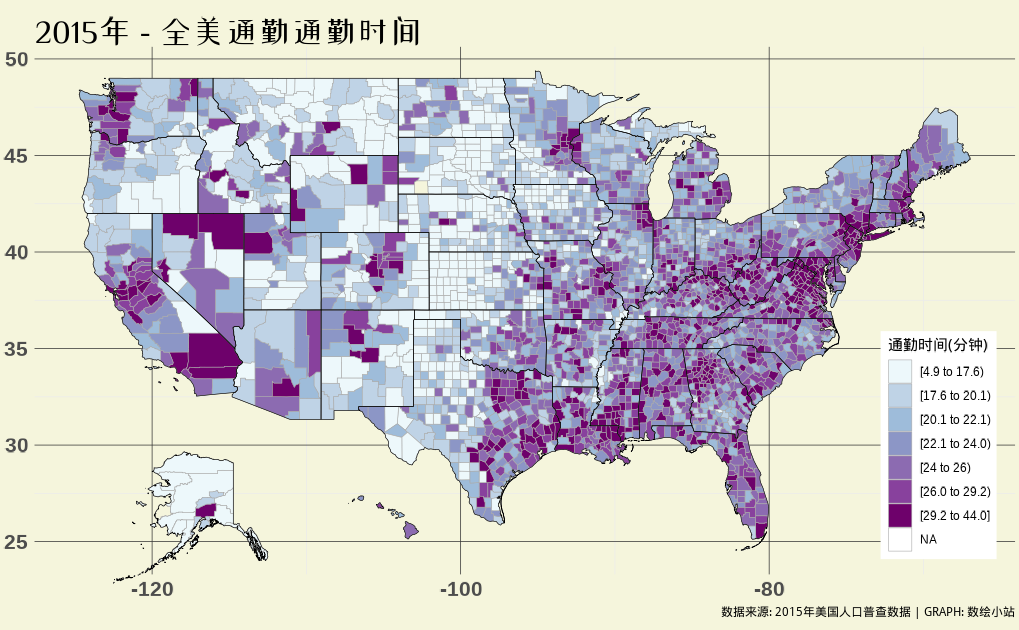 2015年 - 全美通勤通勤时间
50
45
40
35
30
25
-120
-100
-80
通勤时间(分钟)
[4.9 to 17.6)
[17.6 to 20.1)
[20.1 to 22.1)
[22.1 to 24.0)
[24 to 26)
[26.0 to 29.2)
[29.2 to 44.0]
NA
数据来源: 2015年美国人口普查数据 | GRAPH: 数绘小站